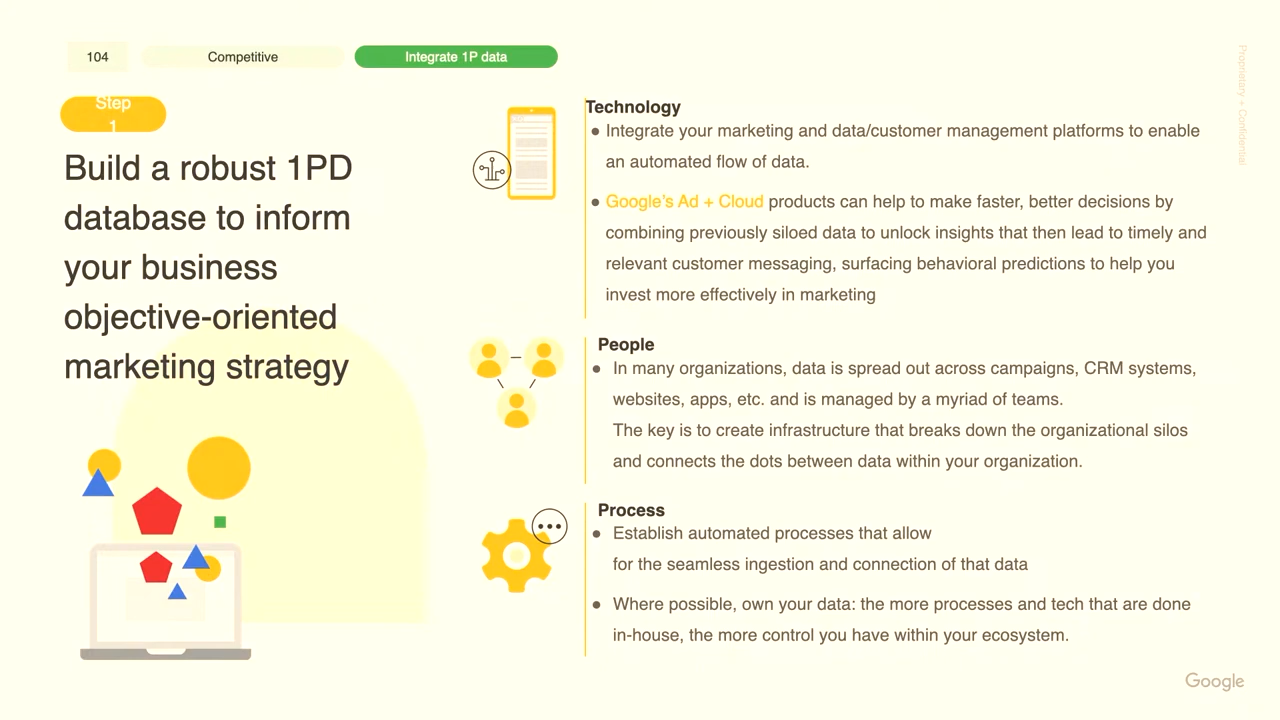 104
Competitive
Integrate 1P data
Step
1
Build a robust 1PD
database to inform
your business
objective-oriented
marketing strategy
Technology
● Integrate your marketing and data/customer management platforms to enable
an automated flow of data.
● Google's Ad + Cloud products can help to make faster, better decisions by
combining previously siloed data to unlock insights that then lead to timely and
relevant customer messaging, surfacing behavioral predictions to help you
invest more effectively in marketing
People
● In many organizations, data is spread out across campaigns, CRM systems,
websites, apps, etc. and is managed by a myriad of teams.
The key is to create infrastructure that breaks down the organizational silos
and connects the dots between data within your organization.
Process
● Establish automated processes that allow
for the seamless ingestion and connection of that data
● Where possible, own your data: the more processes and tech that are done
in-house, the more control you have within your ecosystem.
Proprietary + Confidential
Google